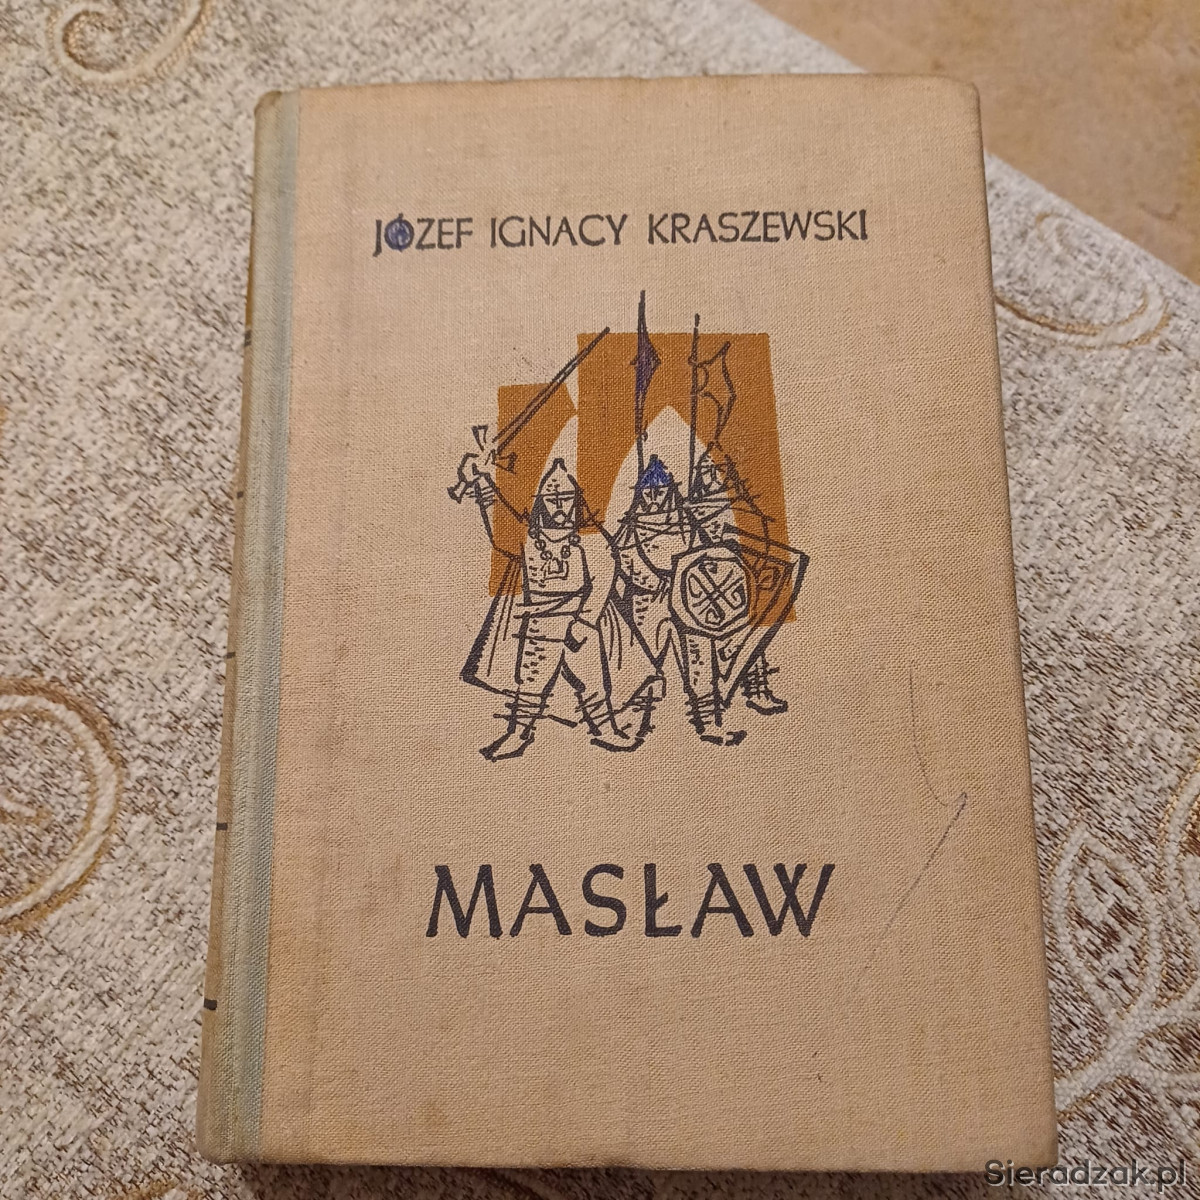 JÓZEF IGNACY KRASZEWSKI
MASŁAW
Sieradzak.pl